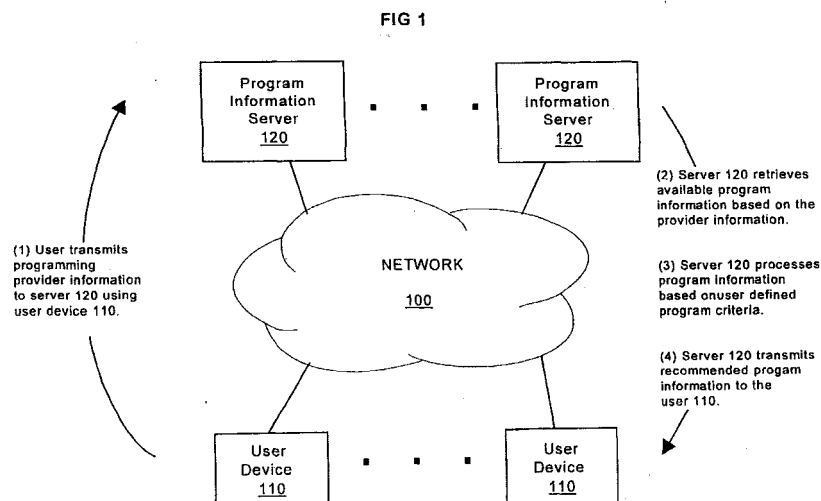 FIG 1
Program
Information
Server
120
Program
Information
Server
120
(1) User transmits
programming
provider information
to server 120 using
user device 110.
NETWORK
100
(2) Server 120 retrieves
available program
information based on the
provider information.
(3) Server 120 processes
program information
based onuser defined
program criteria.
(4) Server 120 transmits
recommended progam
information to the
user 110.
User
Device
110
User
Device
110